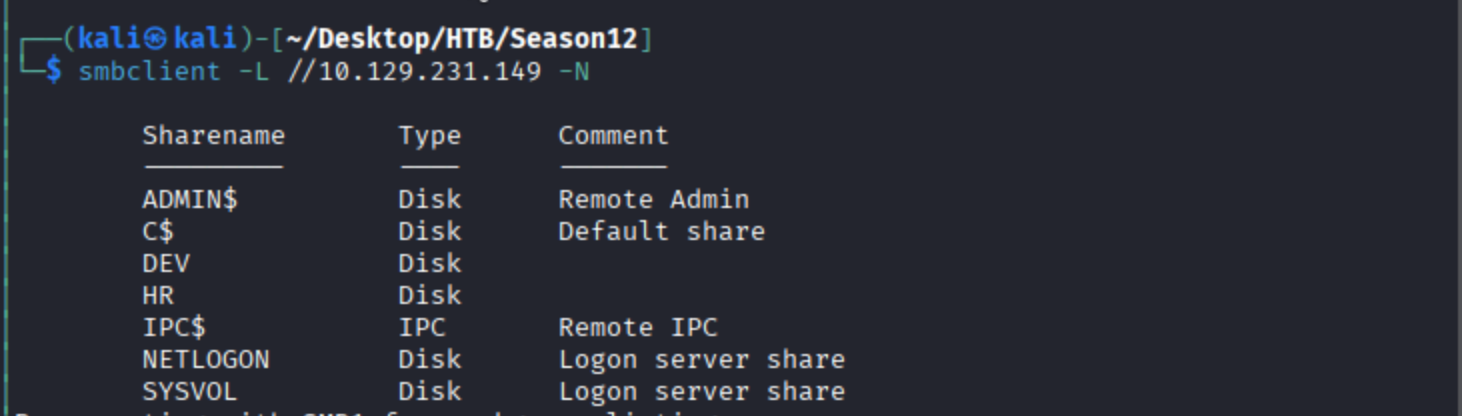 ┌──(kali㉿kali)-[~/Desktop/HTB/Season12]
└─$ smbclient -L //10.129.231.149 -N
Sharename Type Comment
--------- ---- -------
ADMIN$ Disk Remote Admin
C$ Disk Default share
DEV Disk
HR Disk
IPC$ IPC Remote IPC
NETLOGON Disk Logon server share
SYSVOL Disk Logon server share